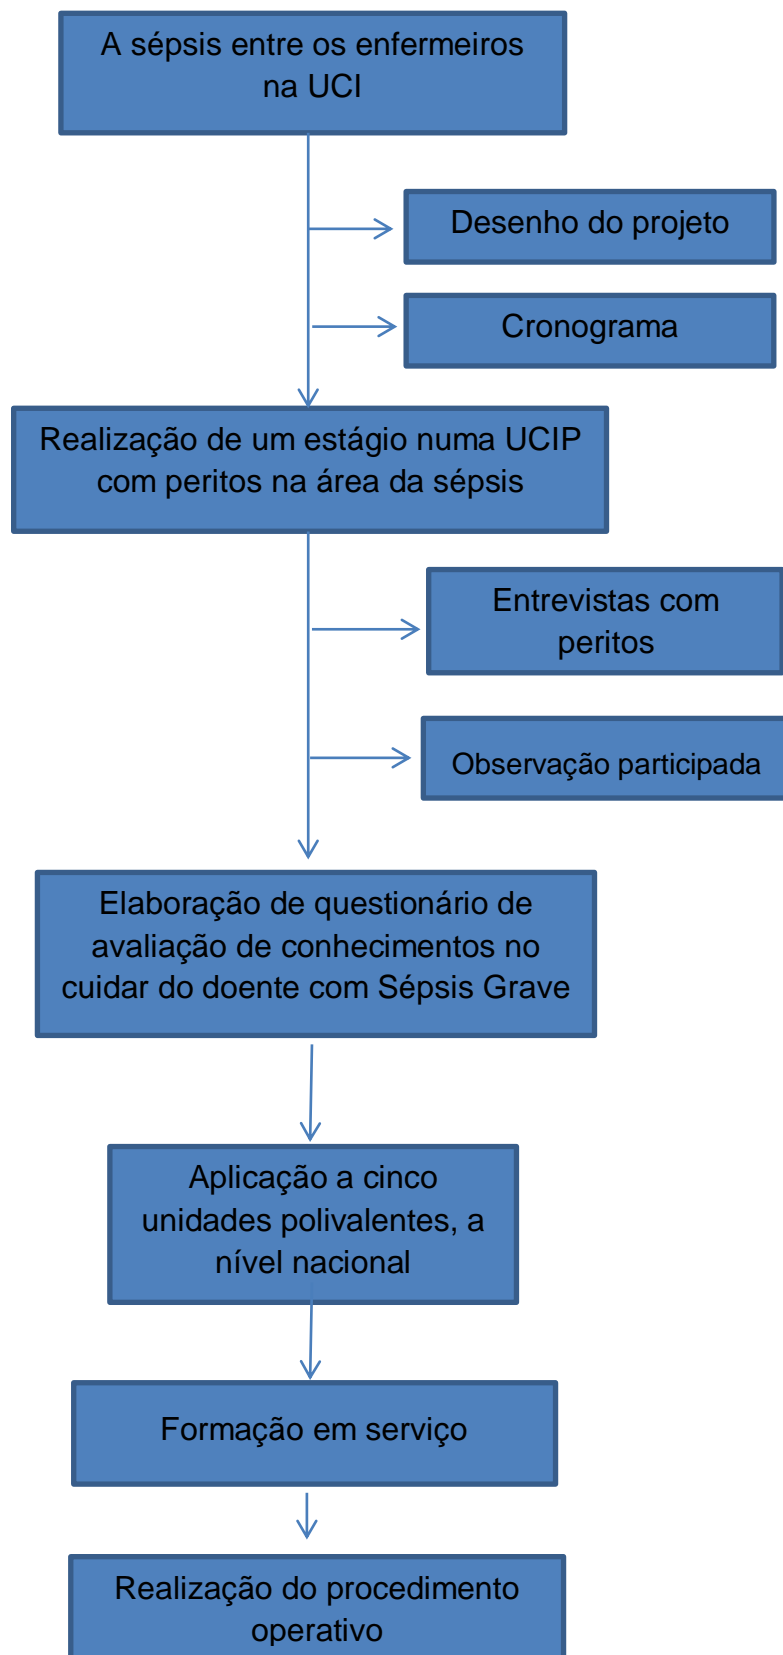 A sépsis entre os enfermeiros
na UCI
Desenho do projeto
Cronograma
Realização de um estágio numa UCIP
com peritos na área da sépsis
Entrevistas com
peritos
Observação participada
Elaboração de questionário de
avaliação de conhecimentos no
cuidar do doente com Sépsis Grave
Aplicação a cinco
unidades polivalentes, a
nível nacional
Formação em serviço
Realização do procedimento
operativo